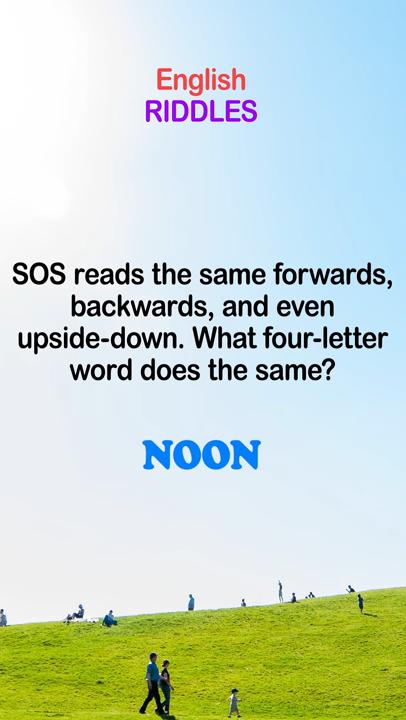 English
RIDDLES
SOS reads the same forwards,
backwards, and even
upside-down. What four-letter
word does the same?
NOON